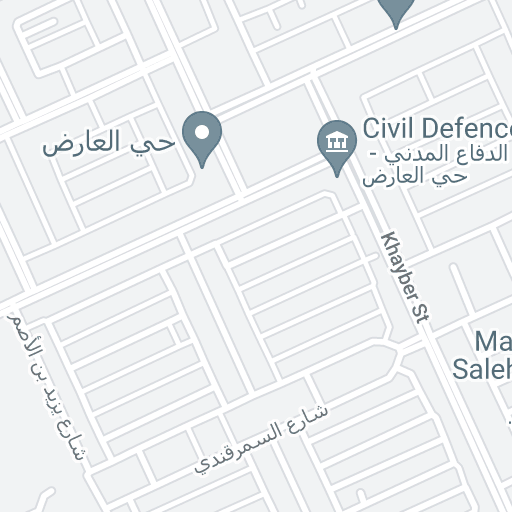 Civil Defence
حي العارض
الدفاع المدني -
حي العارض
Khayber St
شارع يزيد بن الأصم
Ma
Saleh
شارع السمرقندي